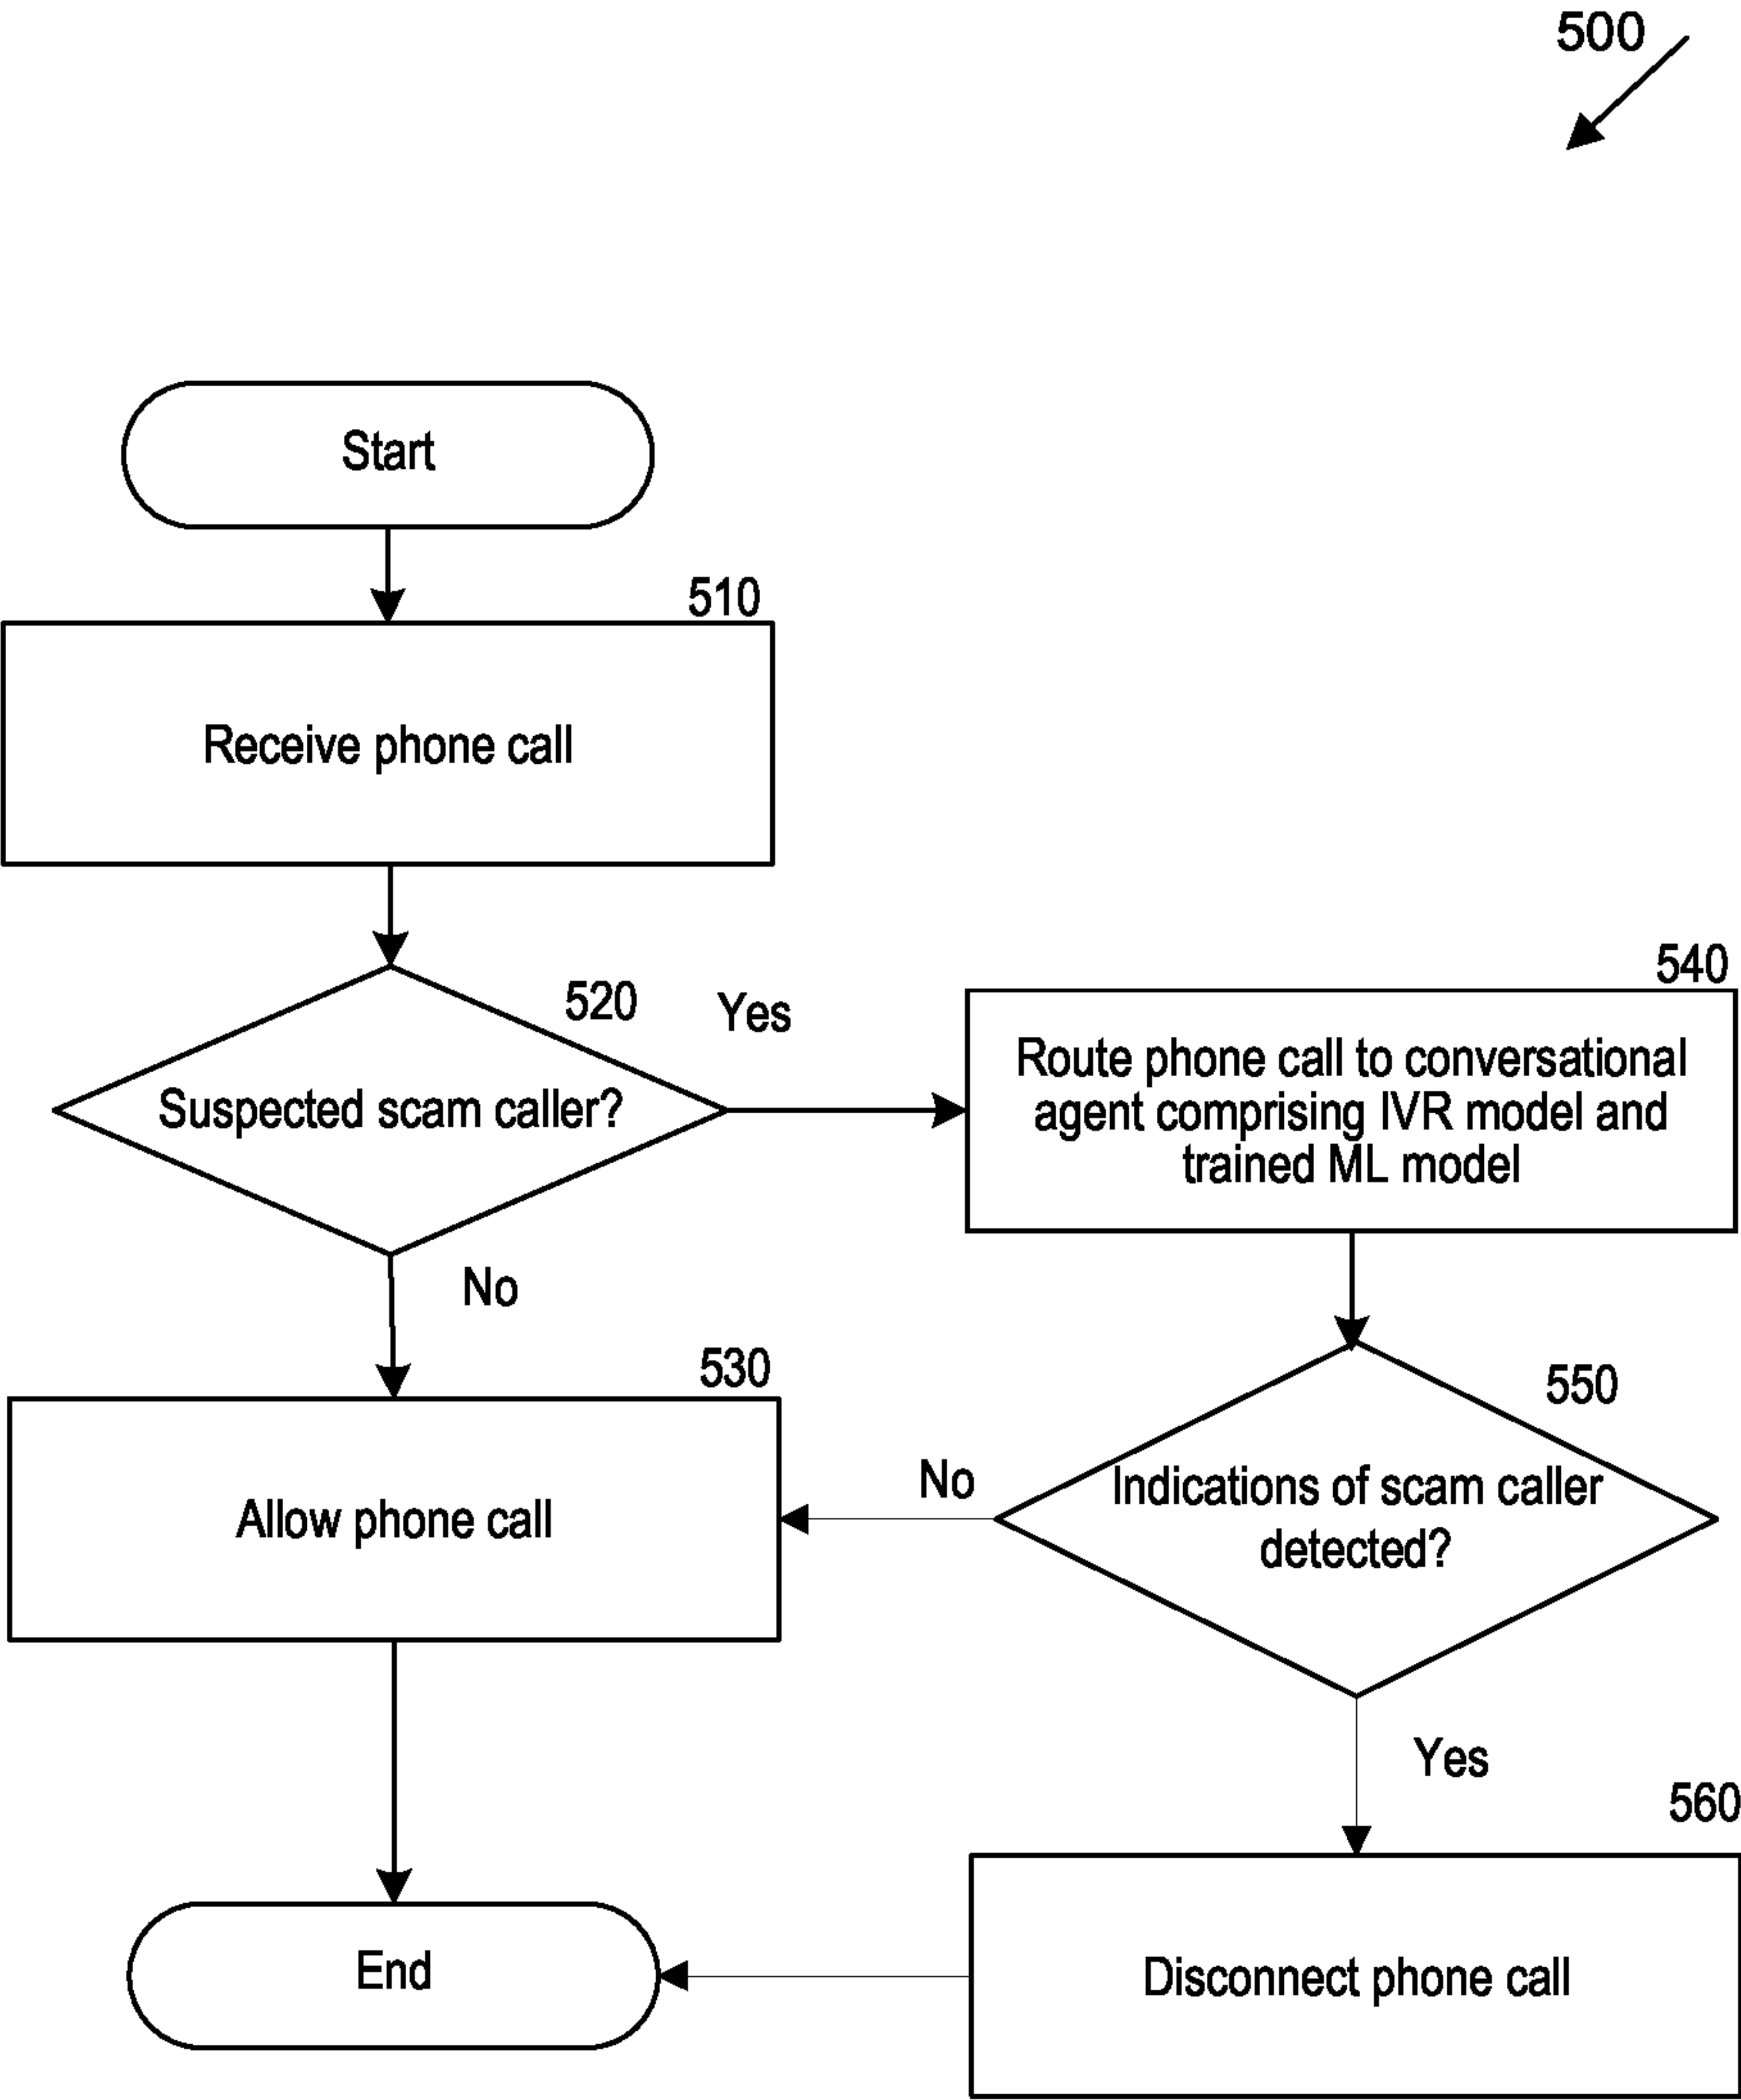 500
Start
510
Receive phone call
520
Yes
Suspected scam caller?
No
540
Route phone call to conversational
agent comprising IVR model and
trained ML model
530
Allow phone call
550
No
Indications of scam caller
detected?
Yes
560
Disconnect phone call
End